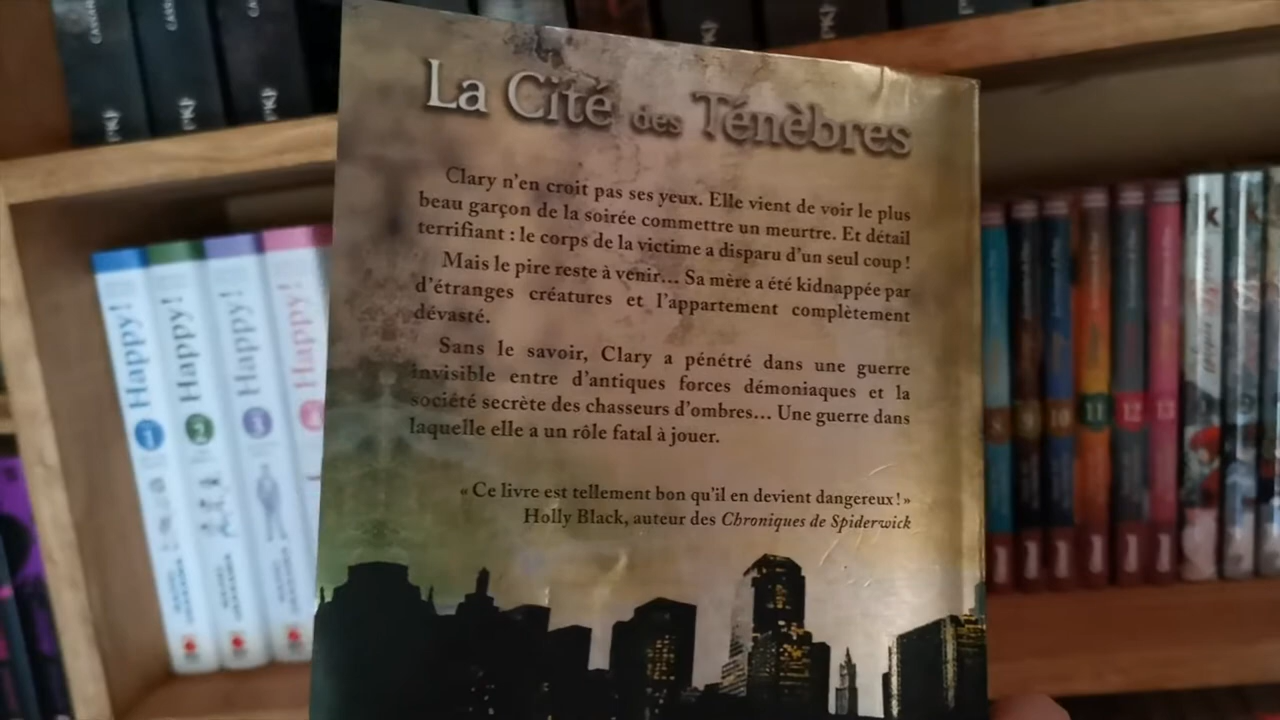 La Cité des Ténèbres
Clary n'en croit pas ses yeux. Elle vient de voir le plus
beau garçon de la soirée commettre un meurtre. Et détail
terrifiant : le corps de la victime a disparu d'un seul coup !
Mais le pire reste à venir... Sa mère a été kidnappée par
d'étranges créatures et l'appartement complètement
dévasté.
Sans le savoir, Clary a pénétré dans une guerre
invisible entre d'antiques forces démoniaques et la
société secrète des chasseurs d'ombres... Une guerre dans
laquelle elle a un rôle fatal à jouer.
« Ce livre est tellement bon qu'il en devient dangereux ! »
Holly Black, auteur des Chroniques de Spiderwick
Happy!
1
Happy!
2
Happy!
3
Happy!
8
9
10
11
12
13